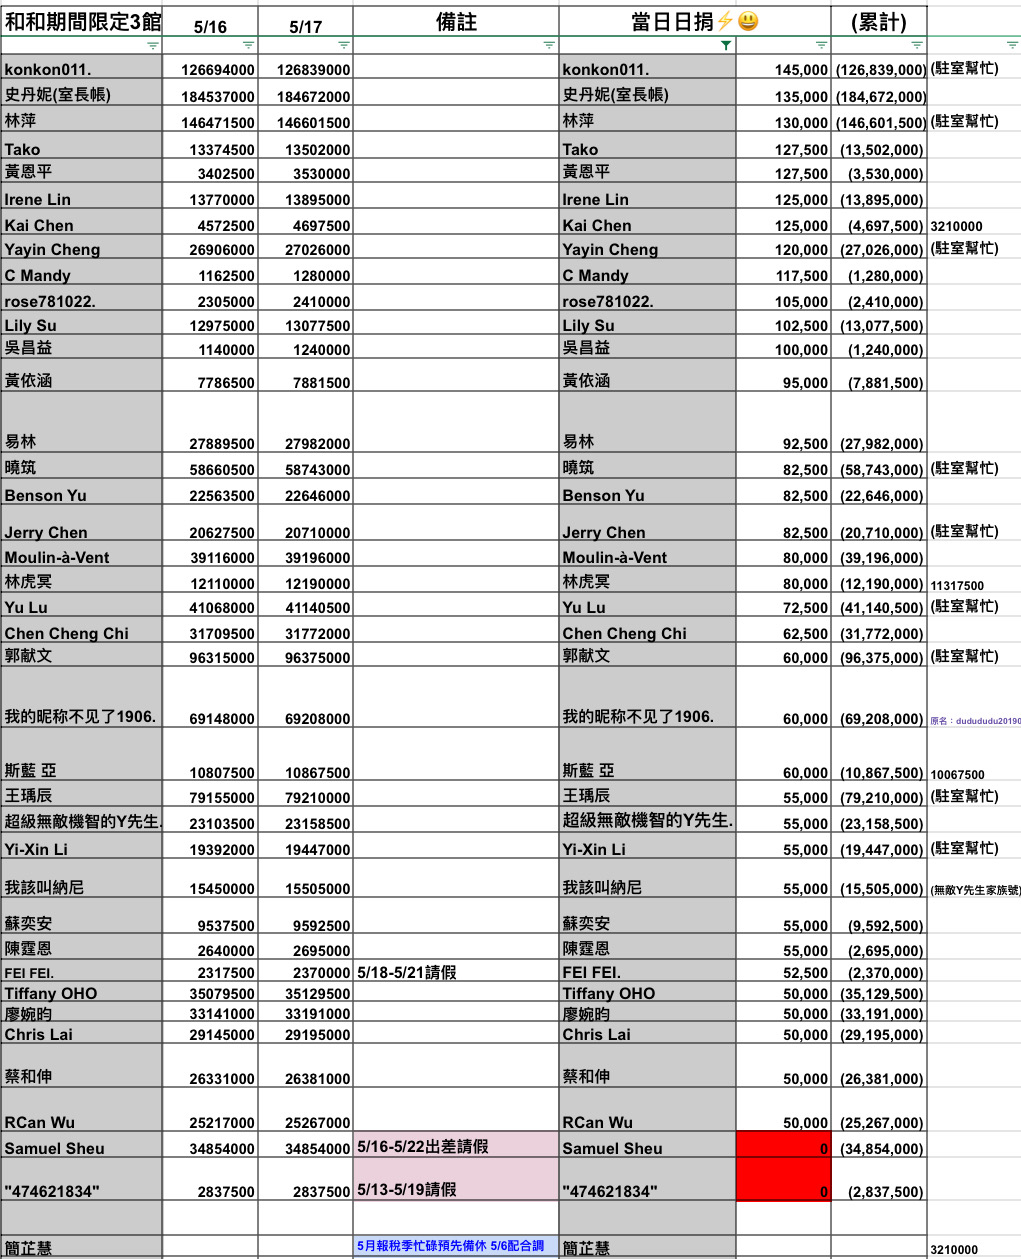 和和期間限定3館 5/16 5/17 備註 當日日捐⚡😃 (累計)
konkon011. 126694000 126839000 konkon011. 145,000 (126,839,000) (駐室幫忙)
史丹妮(室長帳) 184537000 184672000 史丹妮(室長帳) 135,000 (184,672,000)
林萍 146471500 146601500 林萍 130,000 (146,601,500) (駐室幫忙)
Tako 13374500 13502000 Tako 127,500 (13,502,000)
黃恩平 3402500 3530000 黃恩平 127,500 (3,530,000)
Irene Lin 13770000 13895000 Irene Lin 125,000 (13,895,000)
Kai Chen 4572500 4697500 Kai Chen 125,000 (4,697,500) 3210000
Yayin Cheng 26906000 27026000 Yayin Cheng 120,000 (27,026,000) (駐室幫忙)
C Mandy 1162500 1280000 C Mandy 117,500 (1,280,000)
rose781022. 2305000 2410000 rose781022. 105,000 (2,410,000)
Lily Su 12975000 13077500 Lily Su 102,500 (13,077,500)
吳昌益 1140000 1240000 吳昌益 100,000 (1,240,000)
黃依涵 7786500 7881500 黃依涵 95,000 (7,881,500)
易林 27889500 27982000 易林 92,500 (27,982,000)
曉筑 58660500 58743000 曉筑 82,500 (58,743,000) (駐室幫忙)
Benson Yu 22563500 22646000 Benson Yu 82,500 (22,646,000)
Jerry Chen 20627500 20710000 Jerry Chen 82,500 (20,710,000) (駐室幫忙)
Moulin-à-Vent 39116000 39196000 Moulin-à-Vent 80,000 (39,196,000)
林虎冥 12110000 12190000 林虎冥 80,000 (12,190,000) 11317500
Yu Lu 41068000 41140500 Yu Lu 72,500 (41,140,500) (駐室幫忙)
Chen Cheng Chi 31709500 31772000 Chen Cheng Chi 62,500 (31,772,000)
郭献文 96315000 96375000 郭献文 60,000 (96,375,000) (駐室幫忙)
我的昵称不见了1906. 69148000 69208000 我的昵称不见了1906. 60,000 (69,208,000) 原名：dudududu20190
斯藍 亞 10807500 10867500 斯藍 亞 60,000 (10,867,500) 10067500
王瑀辰 79155000 79210000 王瑀辰 55,000 (79,210,000) (駐室幫忙)
超級無敵機智的Y先生. 23103500 23158500 超級無敵機智的Y先生. 55,000 (23,158,500)
Yi-Xin Li 19392000 19447000 Yi-Xin Li 55,000 (19,447,000) (駐室幫忙)
我該叫納尼 15450000 15505000 我該叫納尼 55,000 (15,505,000) (無敵Y先生家族號)
蘇奕安 9537500 9592500 蘇奕安 55,000 (9,592,500)
陳霆恩 2640000 2695000 陳霆恩 55,000 (2,695,000)
FEI FEI. 2317500 2370000 5/18-5/21請假 FEI FEI. 52,500 (2,370,000)
Tiffany OHO 35079500 35129500 Tiffany OHO 50,000 (35,129,500)
廖婉昀 33141000 33191000 廖婉昀 50,000 (33,191,000)
Chris Lai 29145000 29195000 Chris Lai 50,000 (29,195,000)
蔡和伸 26331000 26381000 蔡和伸 50,000 (26,381,000)
RCan Wu 25217000 25267000 RCan Wu 50,000 (25,267,000)
Samuel Sheu 34854000 34854000 5/16-5/22出差請假 Samuel Sheu 0 (34,854,000)
"474621834" 2837500 2837500 5/13-5/19請假 "474621834" 0 (2,837,500)
簡芷慧 5月報稅季忙碌預先備休 5/6配合調 簡芷慧 3210000